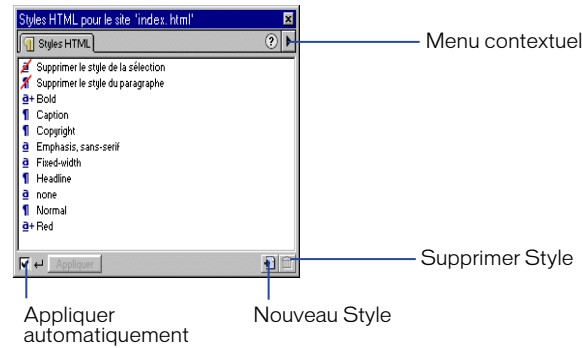 Styles HTML pour le site 'index. html'
Styles HTML
Menu contextuel
Supprimer le style de la sélection
Supprimer le style du paragraphe
Bold
Caption
Copyright
Emphasis, sans-serif
Fixed-width
Headline
none
Normal
Red
Appliquer
Supprimer Style
Appliquer
automatiquement
Nouveau Style